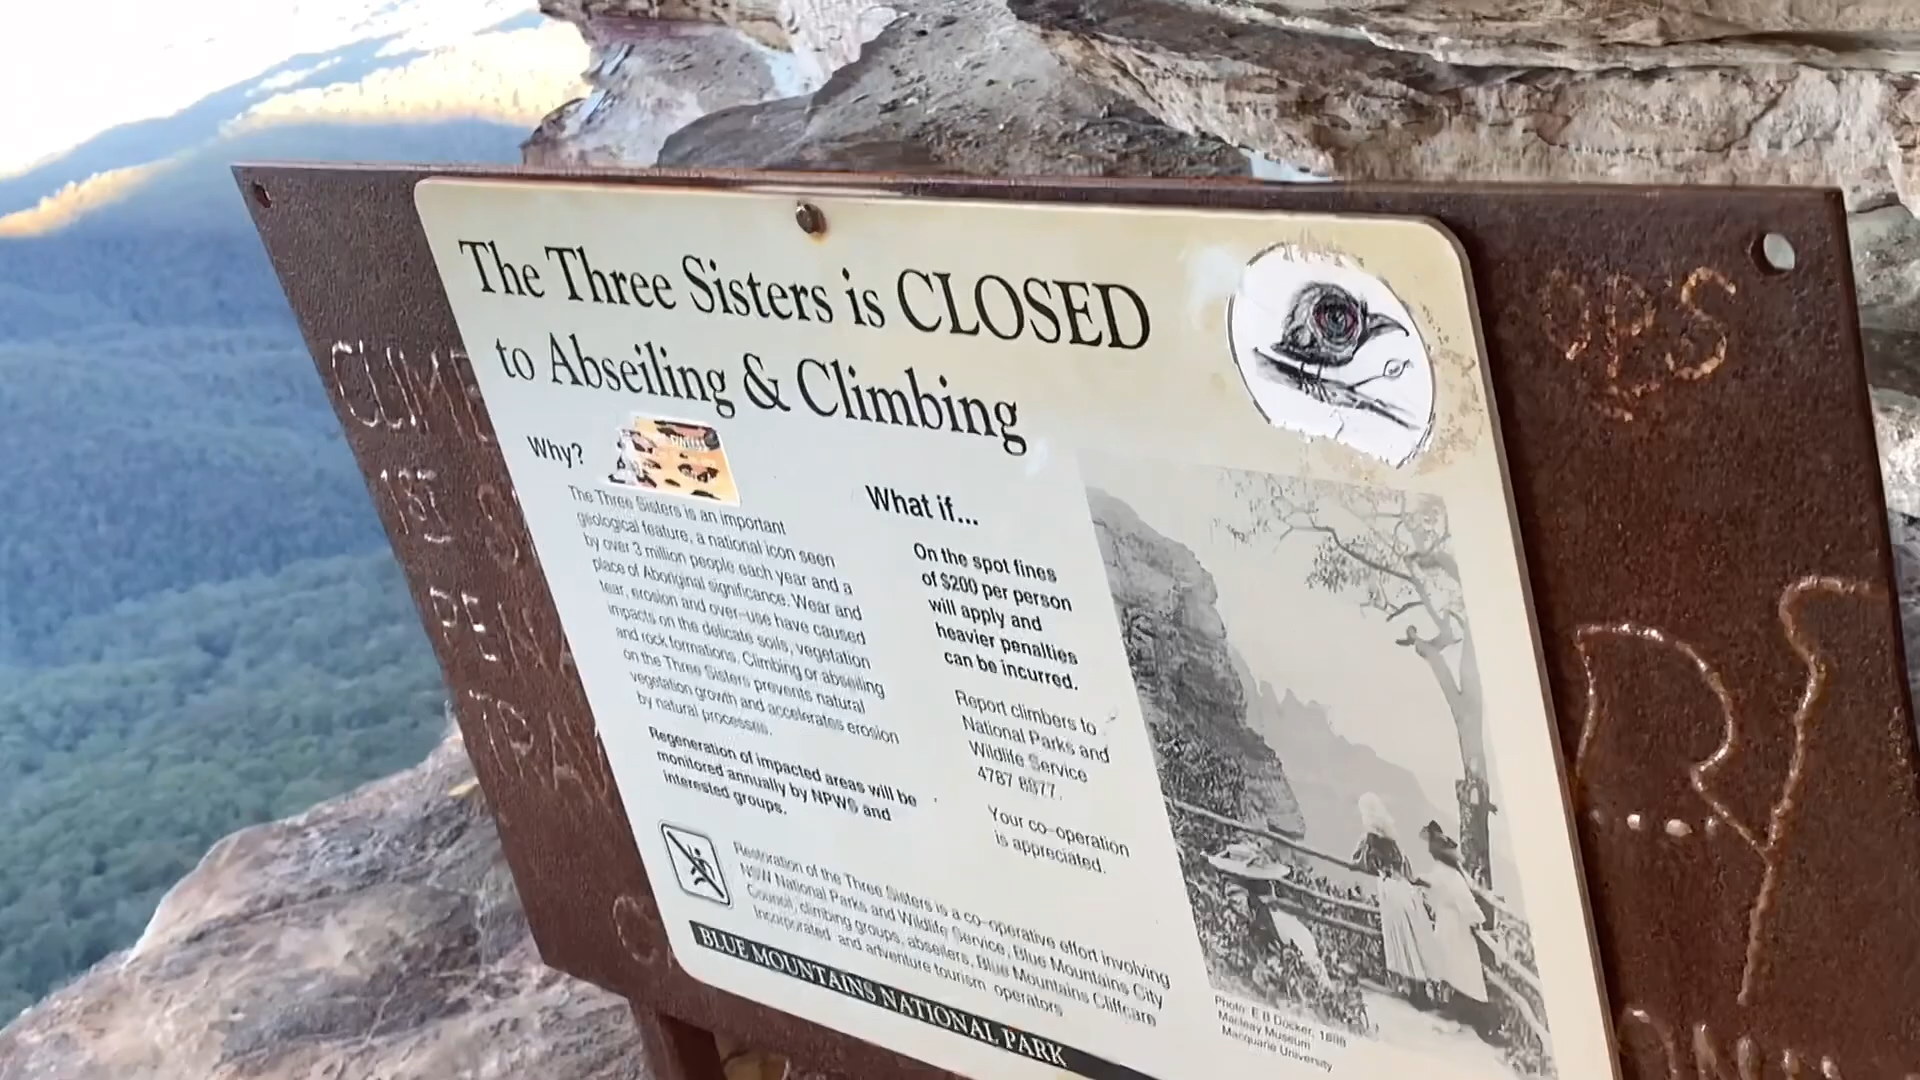 The Three Sisters is CLOSED
to Abseiling & Climbing
Why?
The Three Sisters is an important
geological feature, a national icon seen
by over 3 million people each year and a
place of Aboriginal significance. Wear and
tear, erosion and over-use have caused
impacts on the delicate soils, vegetation
and rock formations. Climbing or abseiling
on the Three Sisters prevents natural
vegetation growth and accelerates erosion
by natural processes.
Regeneration of impacted areas will be
monitored annually by NPWS and
interested groups.
What if...
On the spot fines
of $200 per person
will apply and
heavier penalties
can be incurred.
Report climbers to
National Parks and
Wildlife Service
4787
Your co-operation
is appreciated.
Restoration of the Three Sisters is a co-operative effort involving
NSW National Parks and Wildlife Service, Blue Mountains City
Council, climbing groups, abseilers, Blue Mountains Cliffcare
Incorporated and adventure tourism operators
BLUE MOUNTAINS NATIONAL PARK
Photo: E B Docker,
Macleay Museum
Macquarie University
1ST